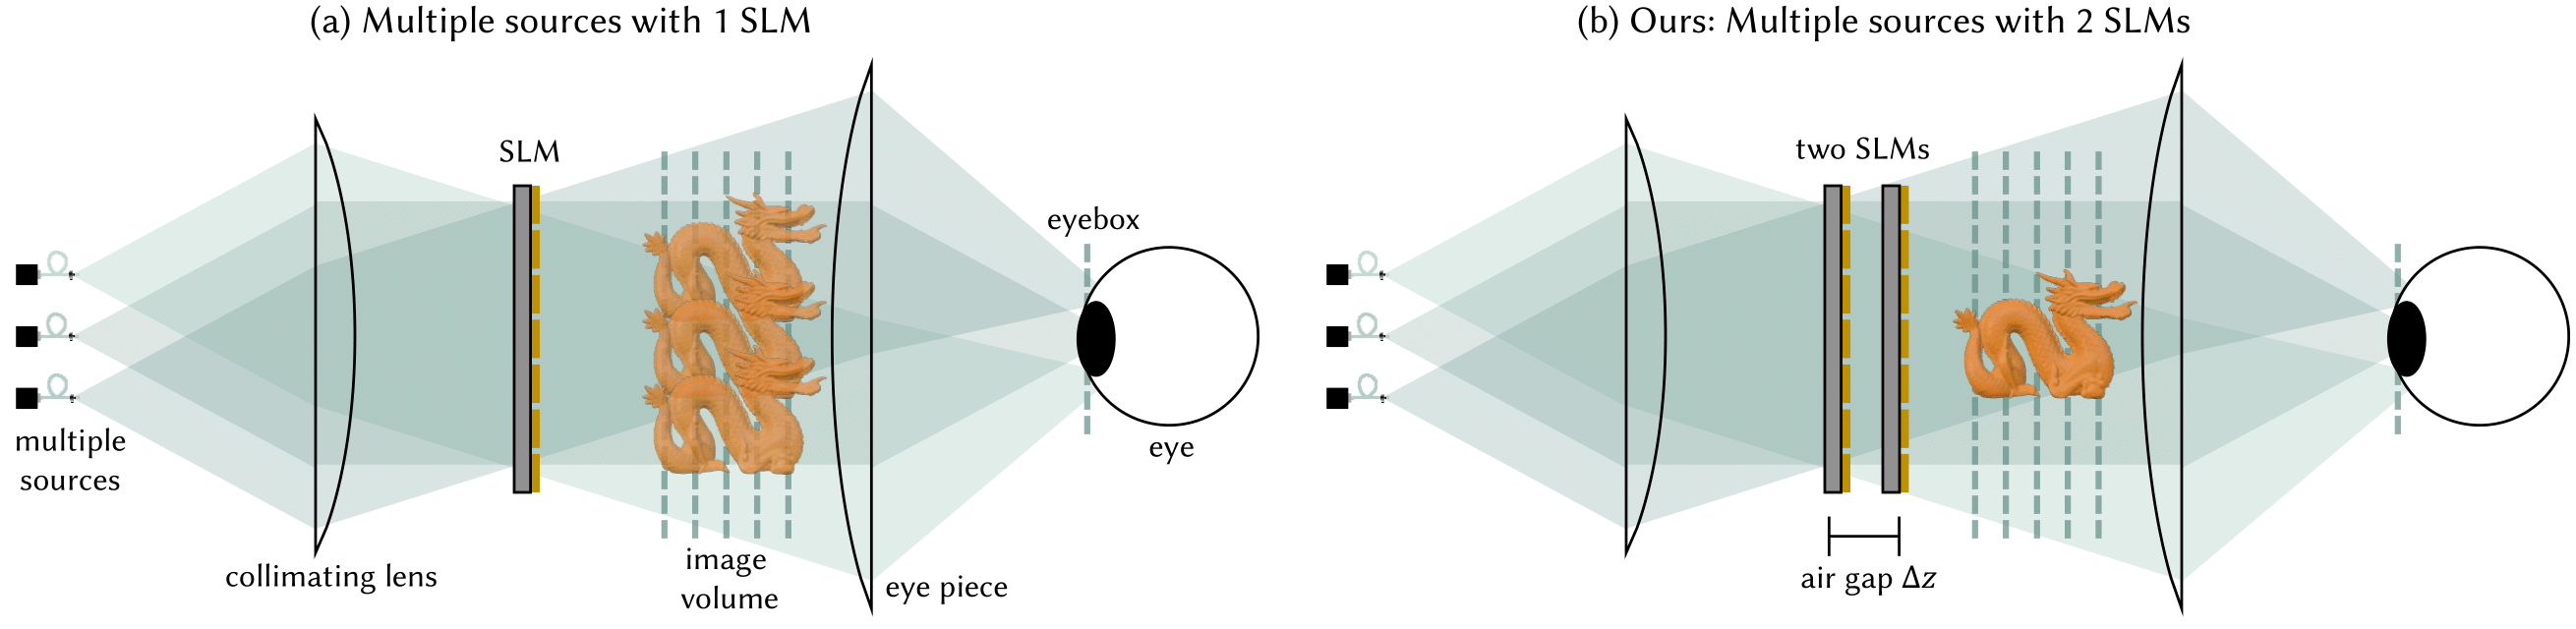 (a) Multiple sources with 1 SLM
(b) Ours: Multiple sources with 2 SLMs
SLM
eyebox
multiple
sources
collimating lens
image
volume
eye piece
eye
two SLMs
air gap Δz